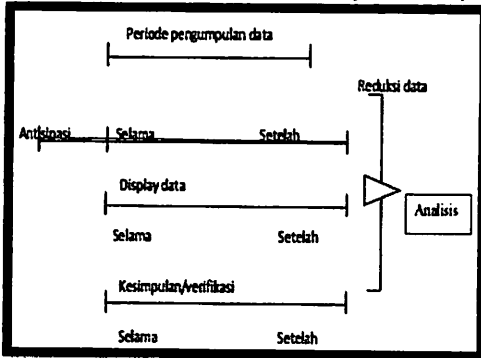 Periode pengumpulan data
Reduksi data
Antisipasi Selama Setelah
Display data
Analisis
Selama Setelah
Kesimpulan/verifikasi
Selama Setelah